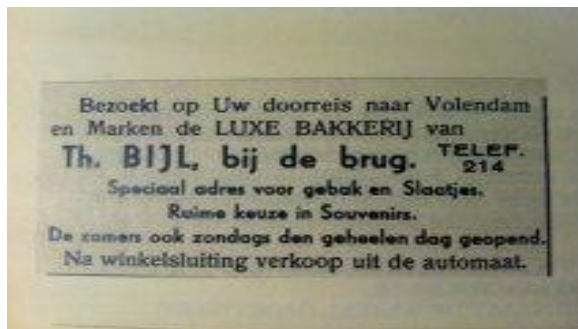 Bezoekt op Uw doorreis naar Volendam
en Marken de LUXE BAKKERIJ van
Th. BIJL, bij de brug. TELEF. 214
Speciaal adres voor gebak en Slaatjes.
Ruime keuze in Souvenirs.
De zomers ook zondags den geheelen dag geopend.
Na winkelsluiting verkoop uit de automaat.